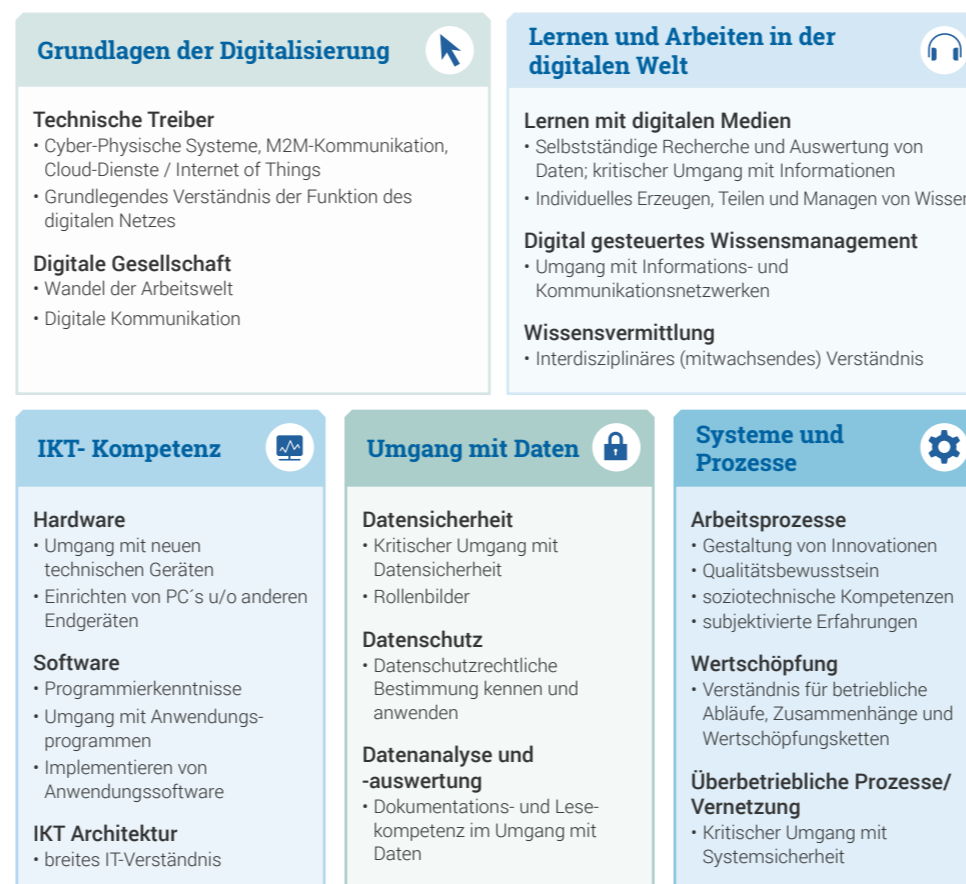 Grundlagen der Digitalisierung
Technische Treiber
• Cyber-Physische Systeme, M2M-Kommunikation,
Cloud-Dienste / Internet of Things
• Grundlegendes Verständnis der Funktion des
digitalen Netzes
Digitale Gesellschaft
• Wandel der Arbeitswelt
• Digitale Kommunikation
Lernen und Arbeiten in der
digitalen Welt
Lernen mit digitalen Medien
• Selbstständige Recherche und Auswertung von
Daten; kritischer Umgang mit Informationen
• Individuelles Erzeugen, Teilen und Managen von Wissen
Digital gesteuertes Wissensmanagement
• Umgang mit Informations- und
Kommunikationsnetzwerken
Wissensvermittlung
• Interdisziplinäres (mitwachsendes) Verständnis
IKT- Kompetenz
Hardware
• Umgang mit neuen
technischen Geräten
• Einrichten von PC´s u/o anderen
Endgeräten
Software
• Programmierkenntnisse
• Umgang mit Anwendungs-
programmen
• Implementieren von
Anwendungssoftware
IKT Architektur
• breites IT-Verständnis
Umgang mit Daten
Datensicherheit
• Kritischer Umgang mit
Datensicherheit
• Rollenbilder
Datenschutz
• Datenschutzrechtliche
Bestimmung kennen und
anwenden
Datenanalyse und
-auswertung
• Dokumentations- und Lese-
kompetenz im Umgang mit
Daten
Systeme und
Prozesse
Arbeitsprozesse
• Gestaltung von Innovationen
• Qualitätsbewusstsein
• soziotechnische Kompetenzen
• subjektivierte Erfahrungen
Wertschöpfung
• Verständnis für betriebliche
Abläufe, Zusammenhänge und
Wertschöpfungsketten
Überbetriebliche Prozesse/
Vernetzung
• Kritischer Umgang mit
Systemsicherheit